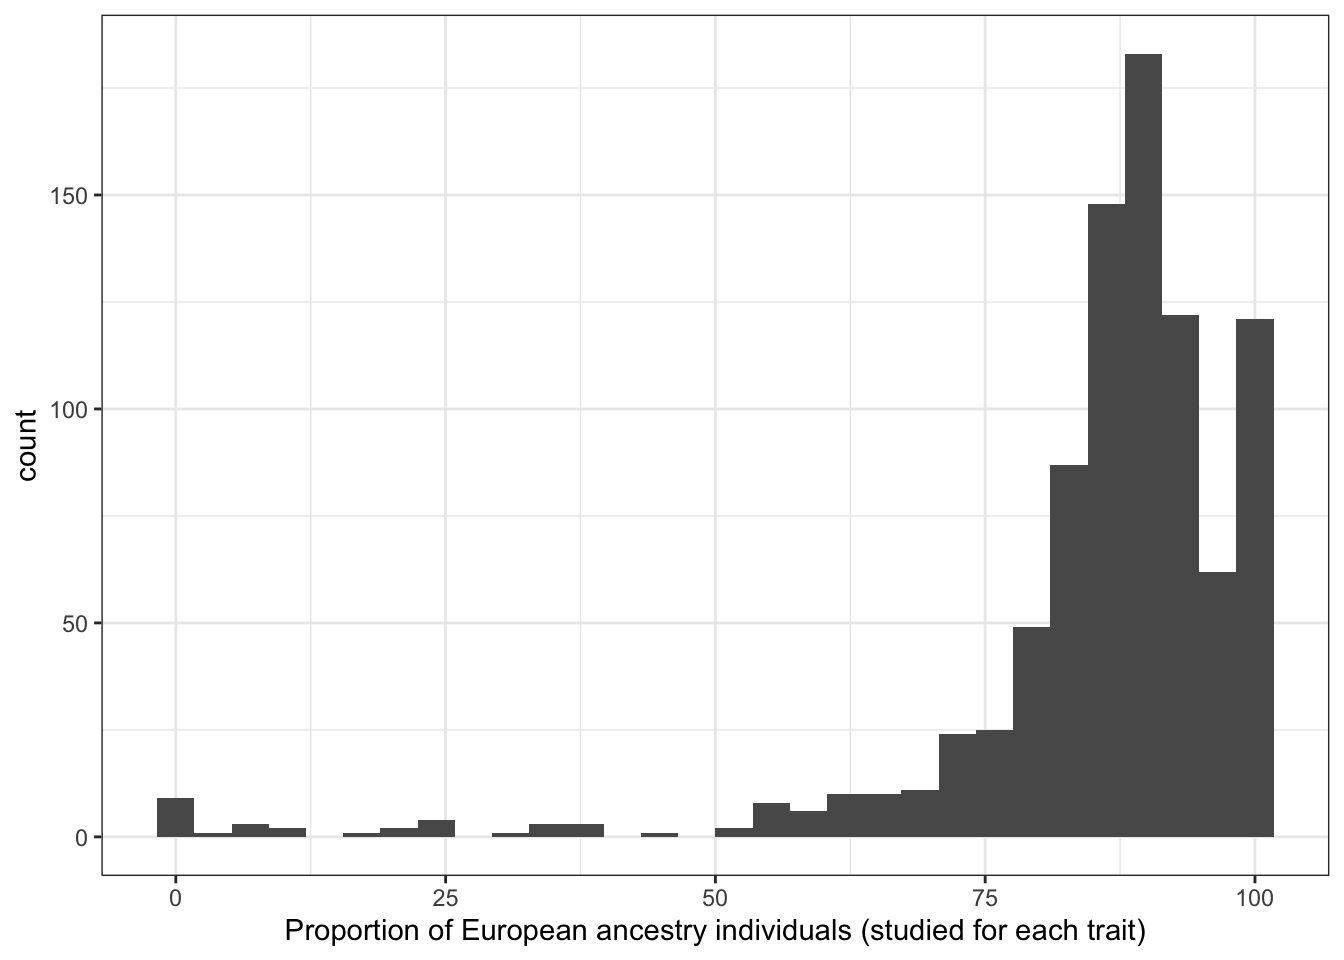 150
100
50
0
count
0 25 50 75 100
Proportion of European ancestry individuals (studied for each trait)